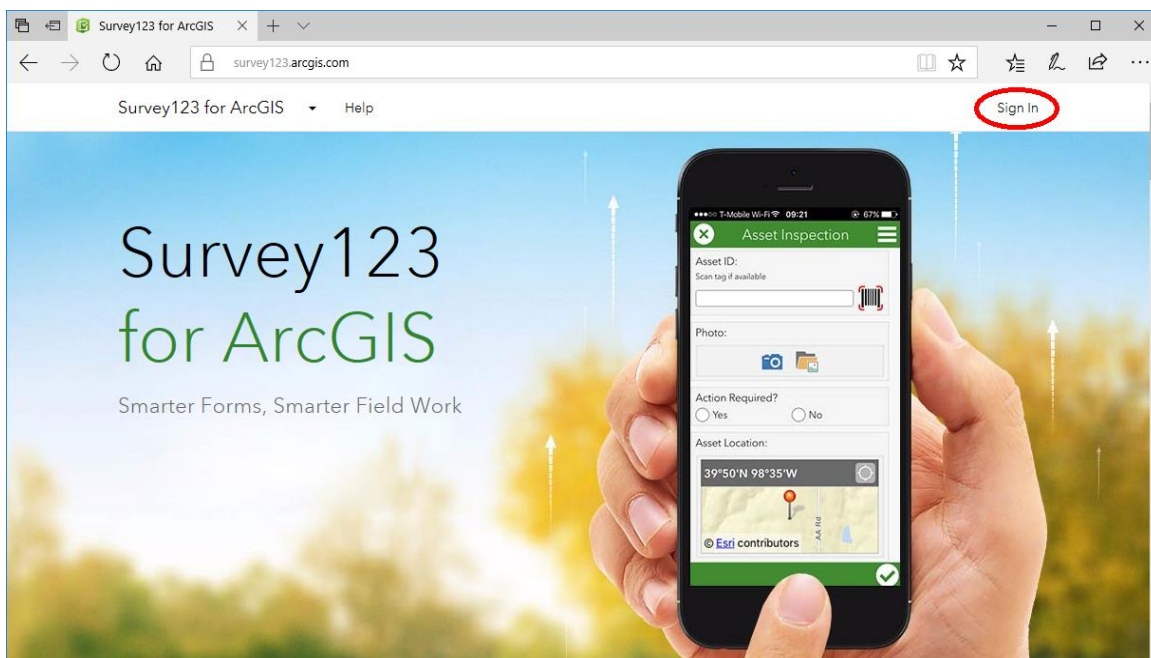 Survey123 for ArcGIS
survey123.arcgis.com
Survey123 for ArcGIS Help Sign In
Survey123
for ArcGIS
Smarter Forms, Smarter Field Work
T-Mobile Wi-Fi 09:21 67%
Asset Inspection
Asset ID:
Scan tag if available
Photo:
Action Required?
Yes No
Asset Location:
39°50'N 98°35'W
AA Rd
© Esri contributors